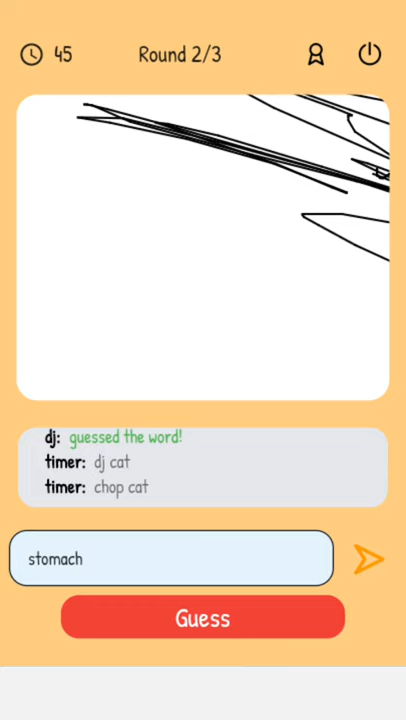 45 Round 2/3
dj: guessed the word!
timer: dj cat
timer: chop cat
stomach
Guess